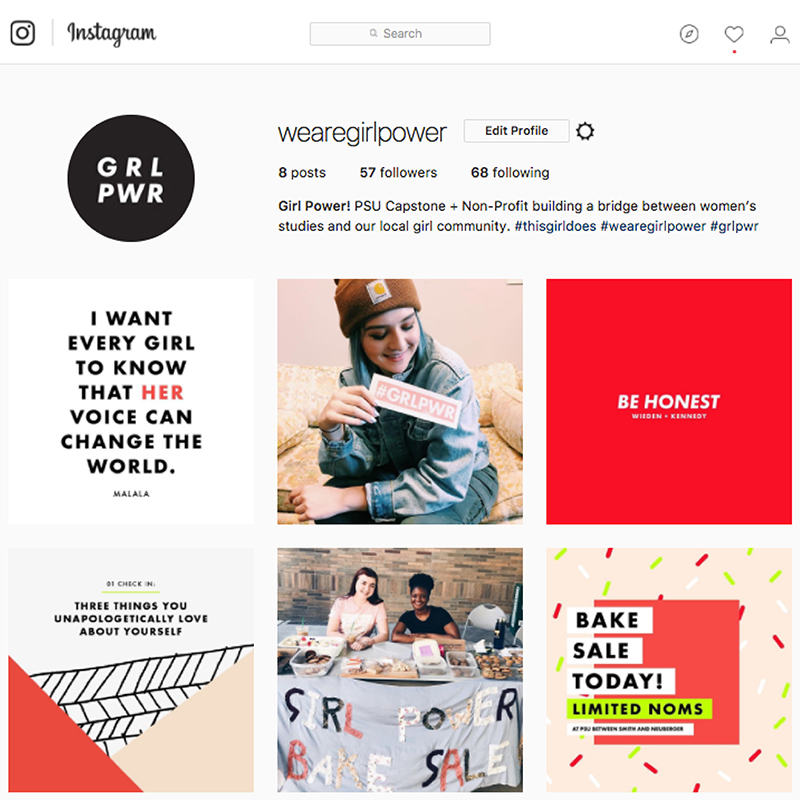 Instagram
Search
GRL
PWR
wearegirlpower
Edit Profile
8 posts 57 followers 68 following
Girl Power! PSU Capstone + Non-Profit building a bridge between women's
studies and our local girl community. #thisgirldoes #wearegirlpower #grlpwr
I WANT
EVERY GIRL
TO KNOW
THAT HER
VOICE CAN
CHANGE THE
WORLD.
MALALA
#GRLPWR
BE HONEST
WIEDEN + KENNEDY
01 CHECK IN:
THREE THINGS YOU
UNAPOLOGETICALLY LOVE
ABOUT YOURSELF
GIRL POWER
BAKE SALE
BAKE
SALE
TODAY!
LIMITED NOMS
AT PSU BETWEEN SMITH AND NEUBERGER